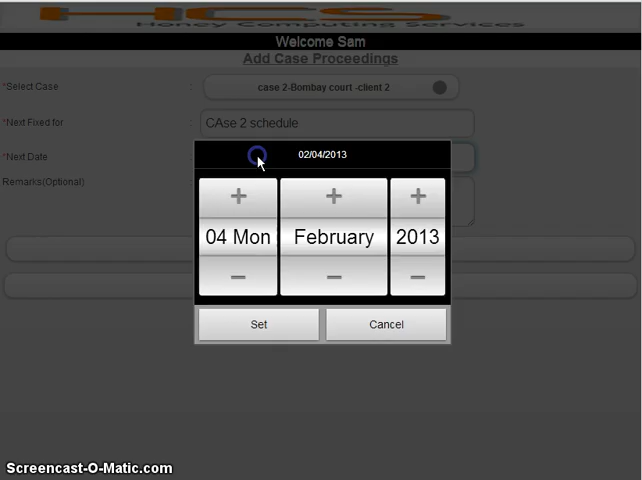 HCS
Honey Computing Services
Welcome Sam
Add Case Proceedings
*Select Case : case 2-Bombay court -client 2
*Next Fixed for : CAse 2 schedule
*Next Date :
02/04/2013
Remarks(Optional) :
+ + +
04 Mon February 2013
− − −
Set Cancel
Screencast-O-Matic.com